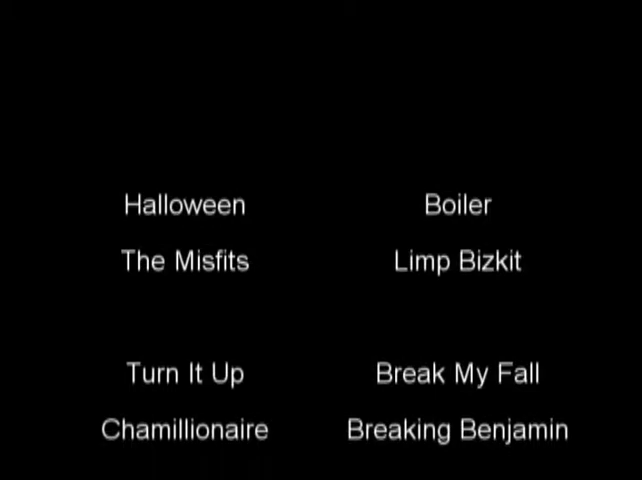 Halloween
The Misfits
Boiler
Limp Bizkit
Turn It Up
Chamillionaire
Break My Fall
Breaking Benjamin